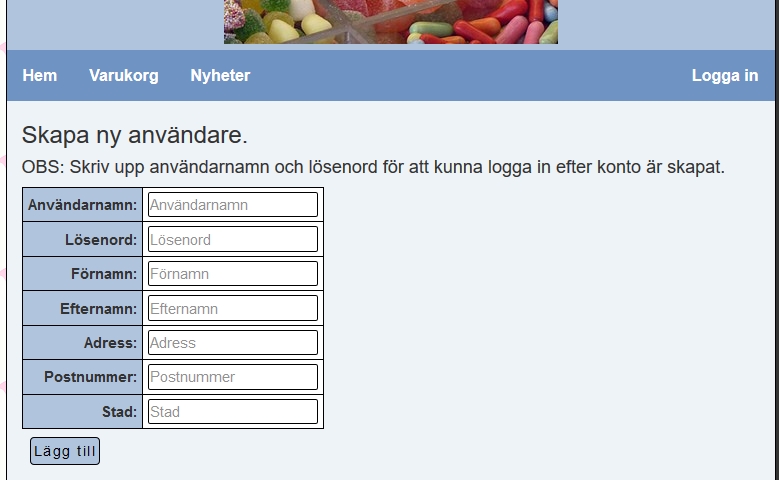 Hem Varukorg Nyheter Logga in
Skapa ny användare.
OBS: Skriv upp användarnamn och lösenord för att kunna logga in efter konto är skapat.
Användarnamn: Användarnamn
Lösenord: Lösenord
Förnamn: Förnamn
Efternamn: Efternamn
Adress: Adress
Postnummer: Postnummer
Stad: Stad
Lägg till